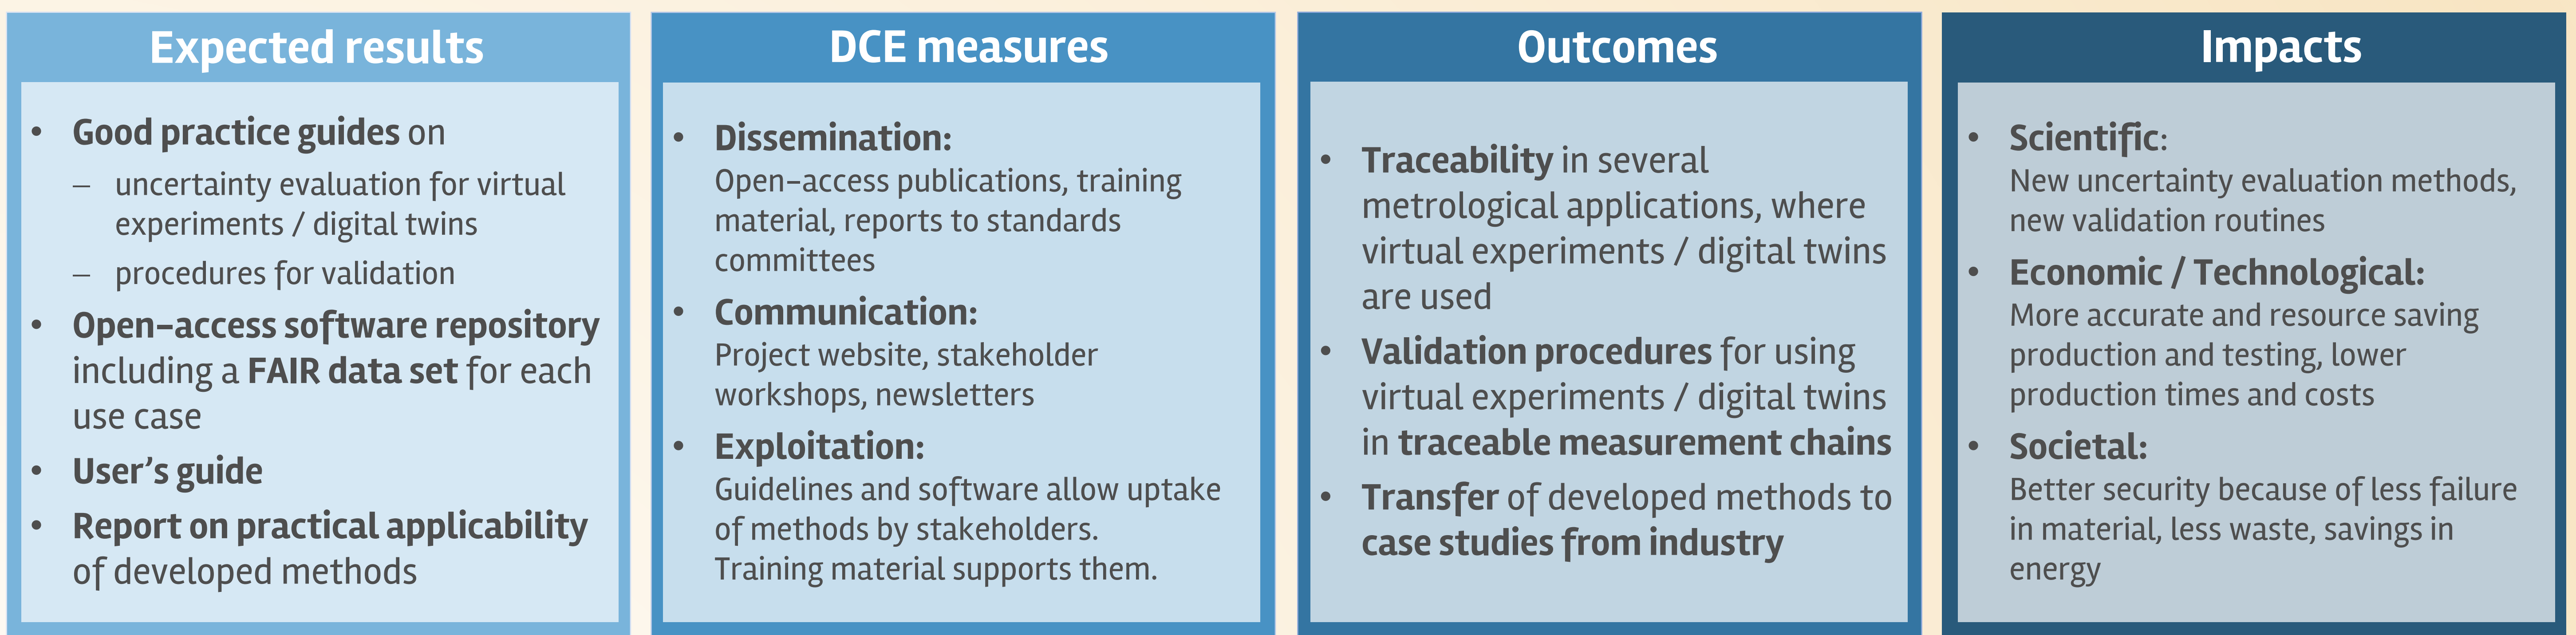 Expected results
• Good practice guides on
– uncertainty evaluation for virtual
experiments / digital twins
– procedures for validation
• Open-access software repository
including a FAIR data set for each
use case
• User’s guide
• Report on practical applicability
of developed methods
DCE measures
• Dissemination:
Open-access publications, training
material, reports to standards
committees
• Communication:
Project website, stakeholder
workshops, newsletters
• Exploitation:
Guidelines and software allow uptake
of methods by stakeholders.
Training material supports them.
Outcomes
• Traceability in several
metrological applications, where
virtual experiments / digital twins
are used
• Validation procedures for using
virtual experiments / digital twins
in traceable measurement chains
• Transfer of developed methods to
case studies from industry
Impacts
• Scientific:
New uncertainty evaluation methods,
new validation routines
• Economic / Technological:
More accurate and resource saving
production and testing, lower
production times and costs
• Societal:
Better security because of less failure
in material, less waste, savings in
energy